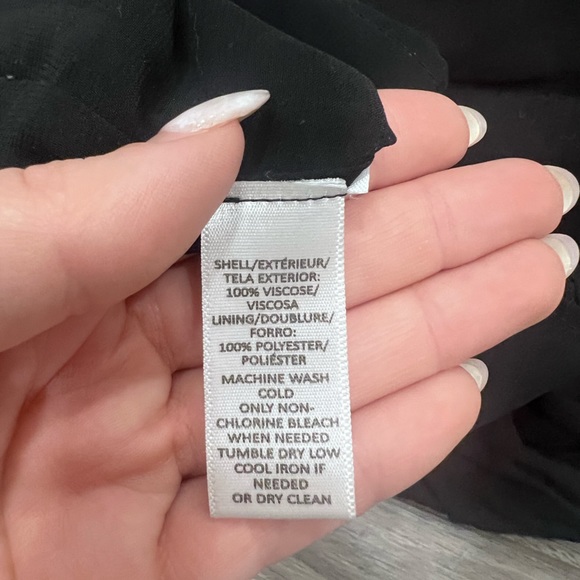 SHELL/EXTÉRIEUR/
TELA EXTERIOR:
100% VISCOSE/
VISCOSA
LINING/DOUBLURE/
FORRO:
100% POLYESTER/
POLIÉSTER
MACHINE WASH
COLD
ONLY NON-
CHLORINE BLEACH
WHEN NEEDED
TUMBLE DRY LOW
COOL IRON IF
NEEDED
OR DRY CLEAN